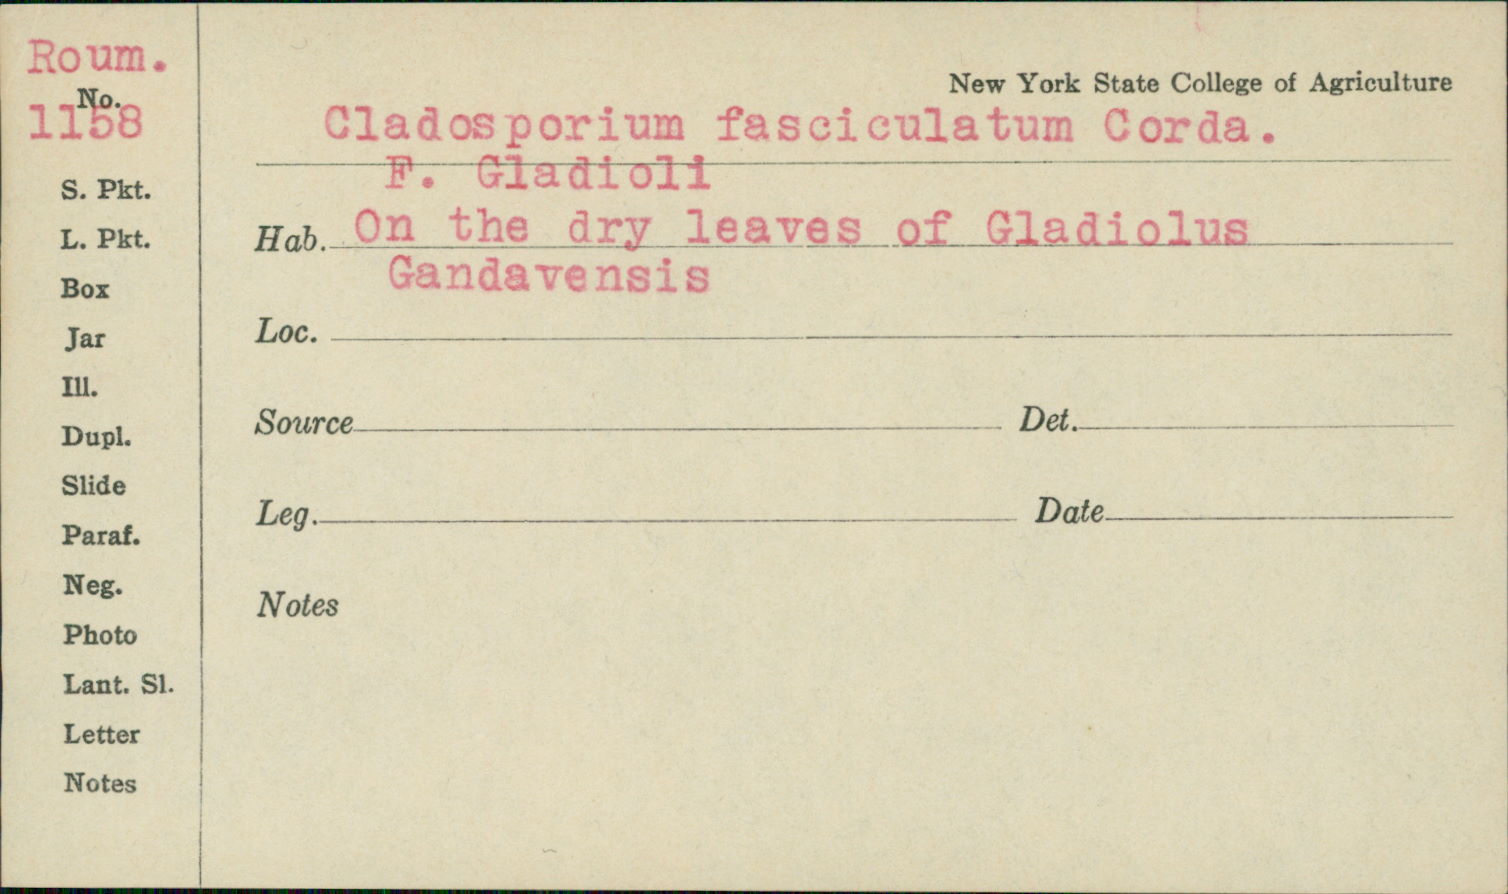 Roum.
No.
1158
S. Pkt.
L. Pkt.
Box
Jar
Ill.
Dupl.
Slide
Paraf.
Neg.
Photo
Lant. Sl.
Letter
Notes
New York State College of Agriculture
Cladosporium fasciculatum Corda.
F. Gladioli
Hab. On the dry leaves of Gladiolus
Gandavensis
Loc.
Source Det.
Leg. Date
Notes